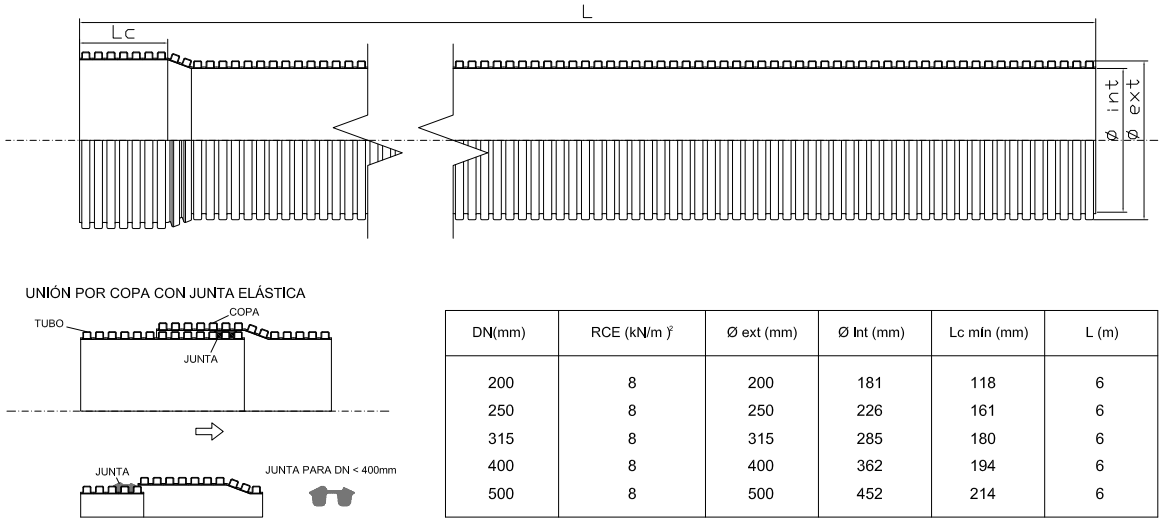 L
Lc
Ø int
Ø ext
UNIÓN POR COPA CON JUNTA ELÁSTICA
COPA
TUBO
JUNTA
JUNTA
JUNTA PARA DN < 400mm
DN(mm) RCE (kN/m )² Ø ext (mm) Ø Int (mm) Lc mín (mm) L (m)
200 8 200 181 118 6
250 8 250 226 161 6
315 8 315 285 180 6
400 8 400 362 194 6
500 8 500 452 214 6